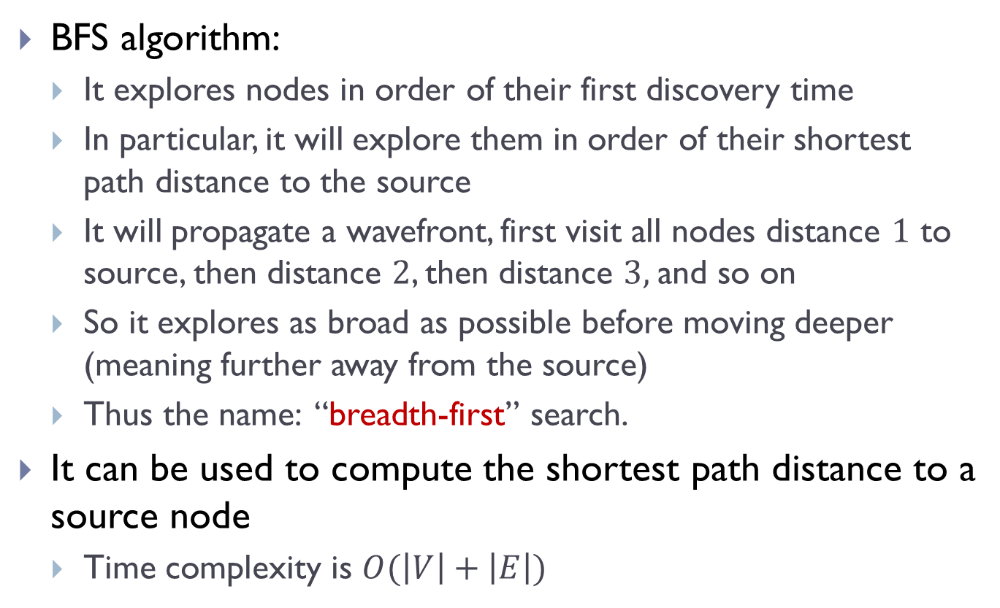 BFS algorithm:
It explores nodes in order of their first discovery time
In particular, it will explore them in order of their shortest
path distance to the source
It will propagate a wavefront, first visit all nodes distance 1 to
source, then distance 2, then distance 3, and so on
So it explores as broad as possible before moving deeper
(meaning further away from the source)
Thus the name: “breadth-first” search.
It can be used to compute the shortest path distance to a
source node
Time complexity is O(|V| + |E|)